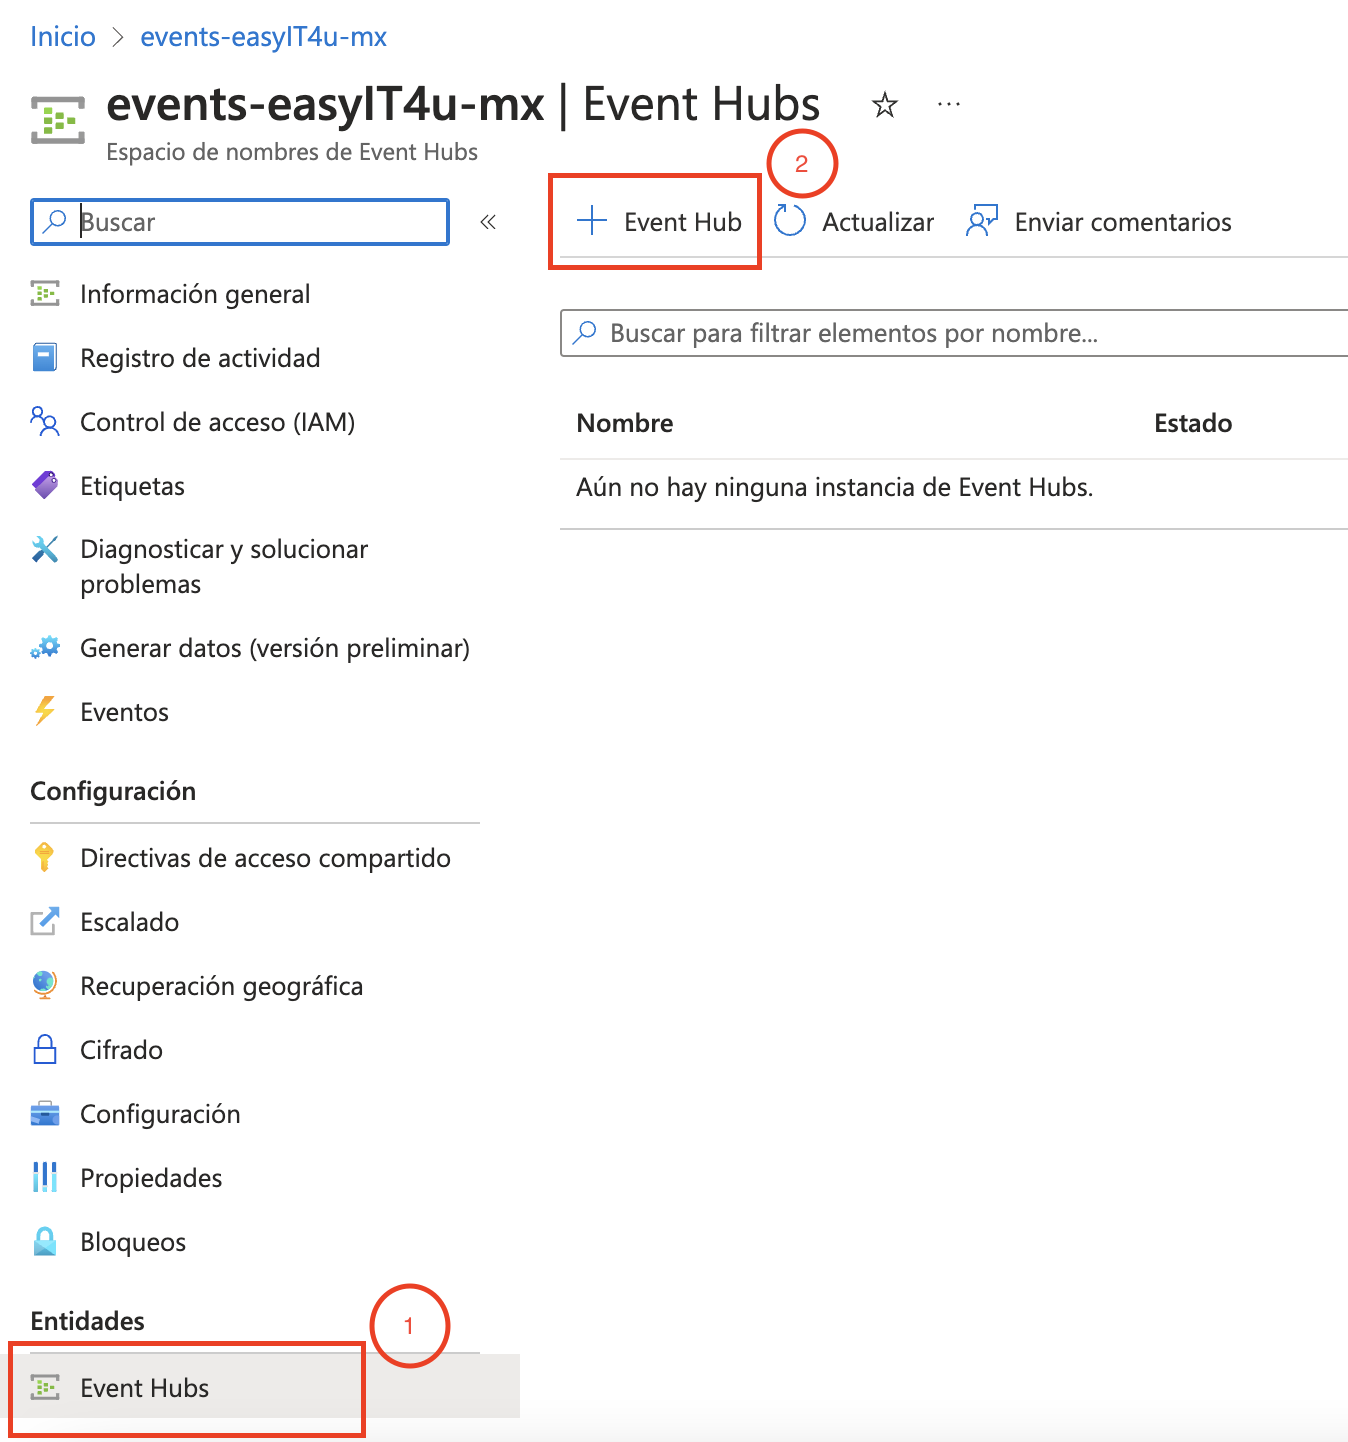 Inicio > events-easyIT4u-mx
events-easyIT4u-mx | Event Hubs
Espacio de nombres de Event Hubs
2
Buscar
Event Hub
Actualizar
Enviar comentarios
Información general
Buscar para filtrar elementos por nombre...
Registro de actividad
Control de acceso (IAM)
Nombre
Estado
Etiquetas
Aún no hay ninguna instancia de Event Hubs.
Diagnosticar y solucionar
problemas
Generar datos (versión preliminar)
Eventos
Configuración
Directivas de acceso compartido
Escalado
Recuperación geográfica
Cifrado
Configuración
Propiedades
Bloqueos
Entidades
1
Event Hubs